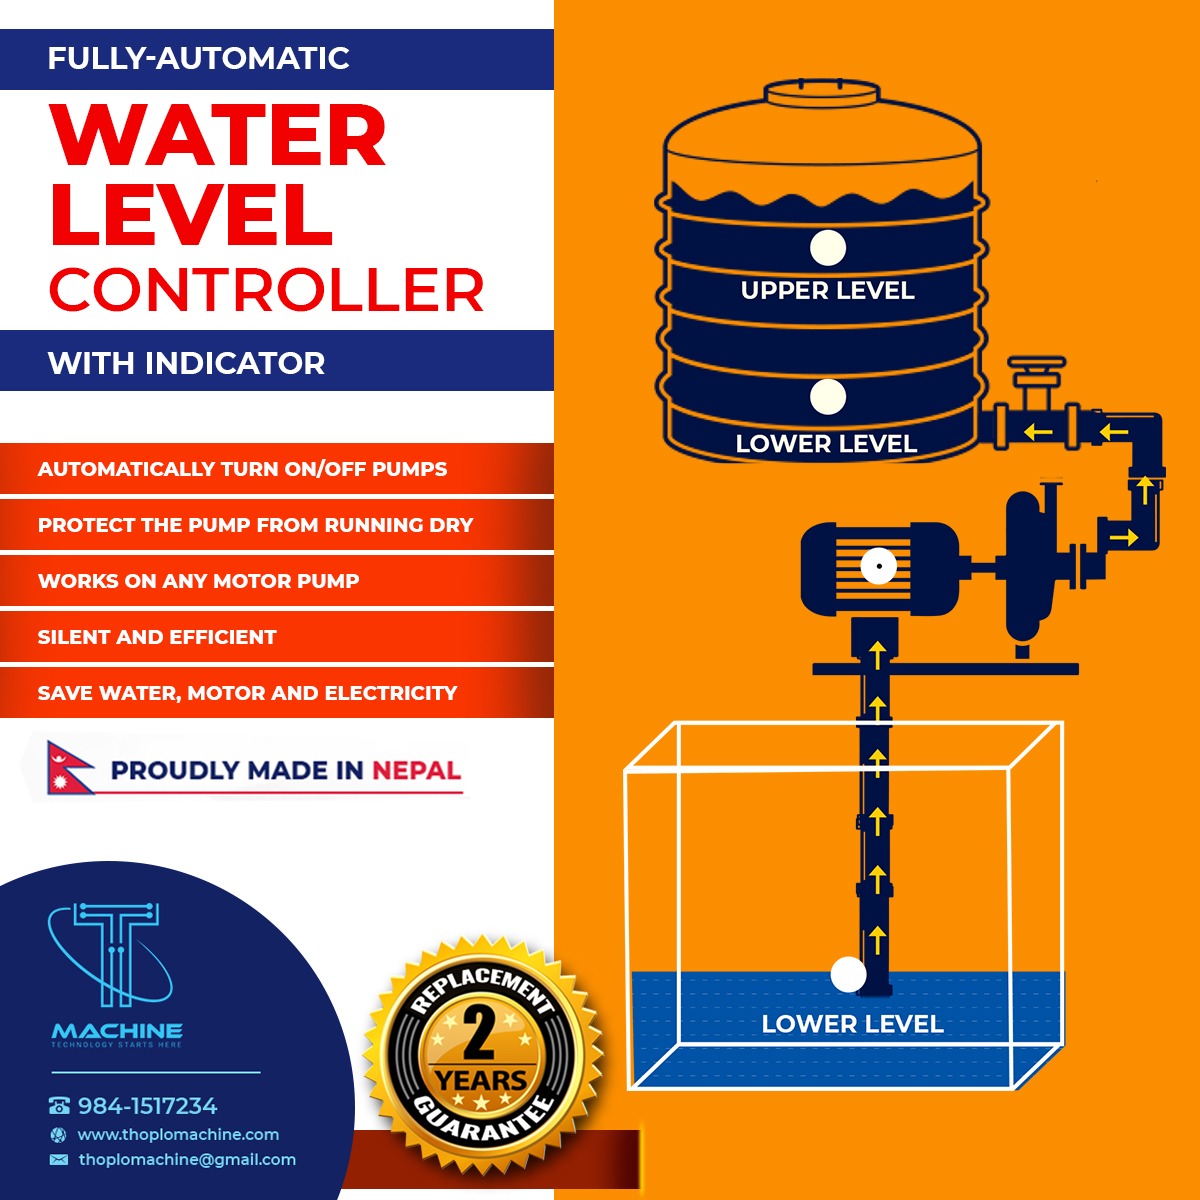 FULLY-AUTOMATIC
WATER
LEVEL
CONTROLLER
WITH INDICATOR
AUTOMATICALLY TURN ON/OFF PUMPS
PROTECT THE PUMP FROM RUNNING DRY
WORKS ON ANY MOTOR PUMP
SILENT AND EFFICIENT
SAVE WATER, MOTOR AND ELECTRICITY
PROUDLY MADE IN NEPAL
T
MACHINE
TECHNOLOGY STARTS HERE
984-1517234
www.thoplomachine.com
thoplomachine@gmail.com
REPLACEMENT
2
YEARS
GUARANTEE
UPPER LEVEL
LOWER LEVEL
LOWER LEVEL